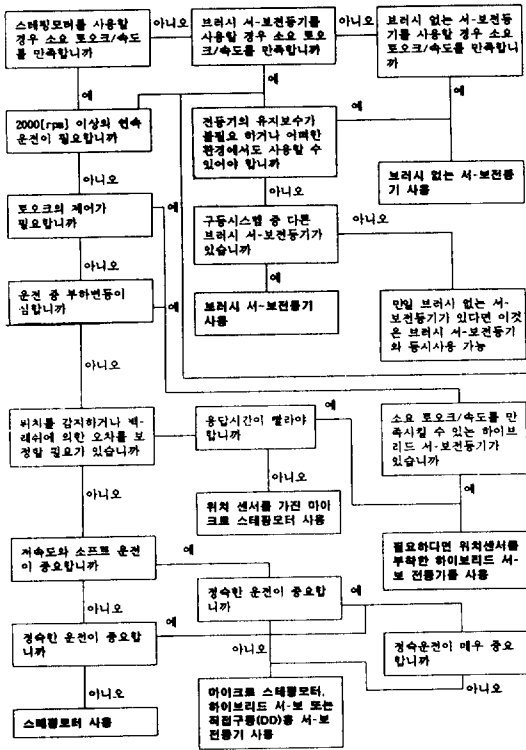 스테핑모터를 사용할
경우 소요 토오크/속도
를 만족합니까
아니오
브러시 서-보전동기를
사용할 경우 소요 토오
크/속도를 만족합니까
아니오
브러시 없는 서-보전동
기를 사용할 경우 소요
토오크/속도를 만족합니까
예
예
예
2000[rpm] 이상의 연속
운전이 필요합니까
전동기의 유지보수가
불필요 하거나 어떠한
환경에서도 사용할 수
있어야 합니까
예
브러시 없는 서-보전동
기 사용
아니오
예
아니오
토오크의 제어가
필요합니까
구동시스템 중 다른
브러시 서-보전동기가
있습니까
아니오
아니오
예
운전 중 부하변동이
심합니까
예
브러시 서-보전동기
사용
만일 브러시 없는 서-
보전동기가 있다면 이것
은 브러시 서-보전동기
와 동시사용 가능
아니오
위치를 감지하거나 백-
래쉬에 의한 오차를 보
정할 필요가 있습니까
응답시간이 빨라야
합니까
예
소요 토오크/속도를 만
족시킬 수 있는 하이브
리드 서-보전동기가
있습니까
아니오
아니오
예
위치 센서를 가진 마이
크로 스테핑모터 사용
필요하다면 위치센서를
부착한 하이브리드 서-
보 전동기를 사용
저속도와 소프트 운전
이 중요합니까
예
아니오
정숙한 운전이 중요합
니까
예
정숙한 운전이 중요합
니까
예
아니오
정숙운전이 매우 중요
합니까
아니오
아니오
스테핑모터 사용
마이크로 스테핑모터,
하이브리드 서-보 또는
직접구동(DD)용 서-보
전동기 사용